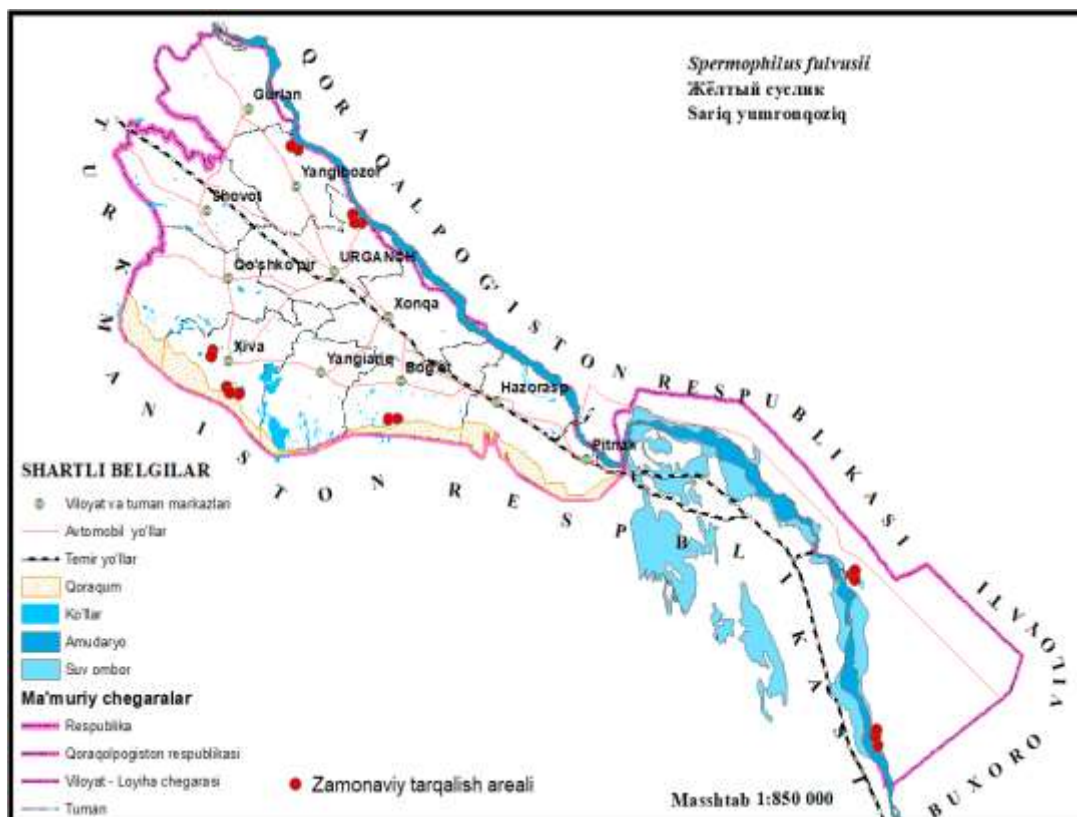 Spermophilus fulvusii
Жёлтый суслик
Sariq yumronqoziq
QORAQALPOGISTON RESPUBLIKASI
TURKMANISTON RESPBLIKASI
BUXORO VILOYATI
Gurlan
Yangibozor
Shovot
URGANCH
Qo'shko'pir
Xonqa
Xiva
Yangiariq
Bog'ot
Hazorasp
Pitnak
SHARTLI BELGILAR
Viloyat va tuman markazlari
Avtomobil yo'llar
Temir yo'llar
Qoraqum
Ko'llar
Amudaryo
Suv ombor
Ma'muriy chegaralar
Respublika
Qoraqolpogiston respublikasi
Viloyat - Loyiha chegarasi
Tuman
Zamonaviy tarqalish areali
Masshtab 1:850 000